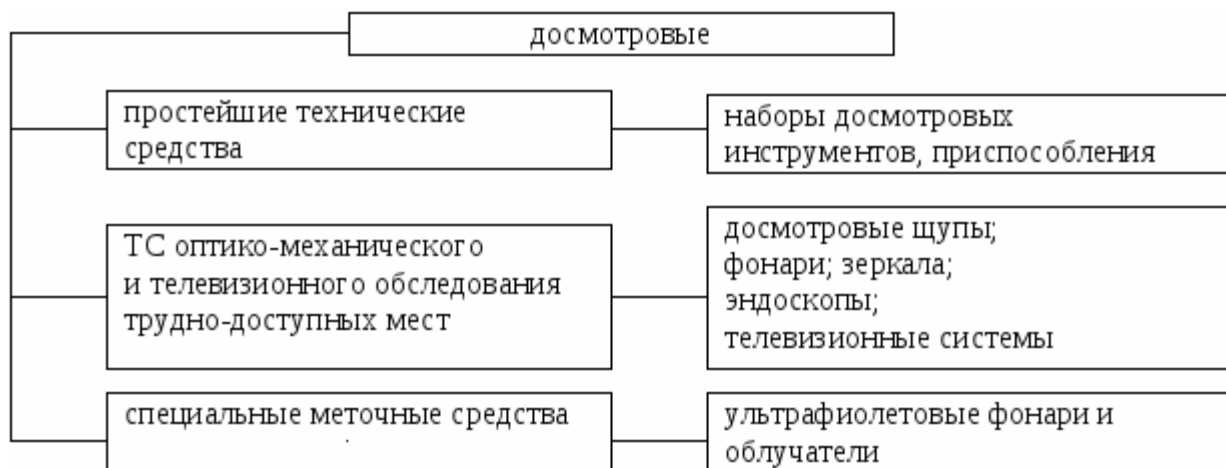 досмотровые
простейшие технические
средства
наборы досмотровых
инструментов, приспособления
ТС оптико-механического
и телевизионного обследования
трудно-доступных мест
досмотровые щупы;
фонари; зеркала;
эндоскопы;
телевизионные системы
специальные меточные средства
ультрафиолетовые фонари и
облучатели